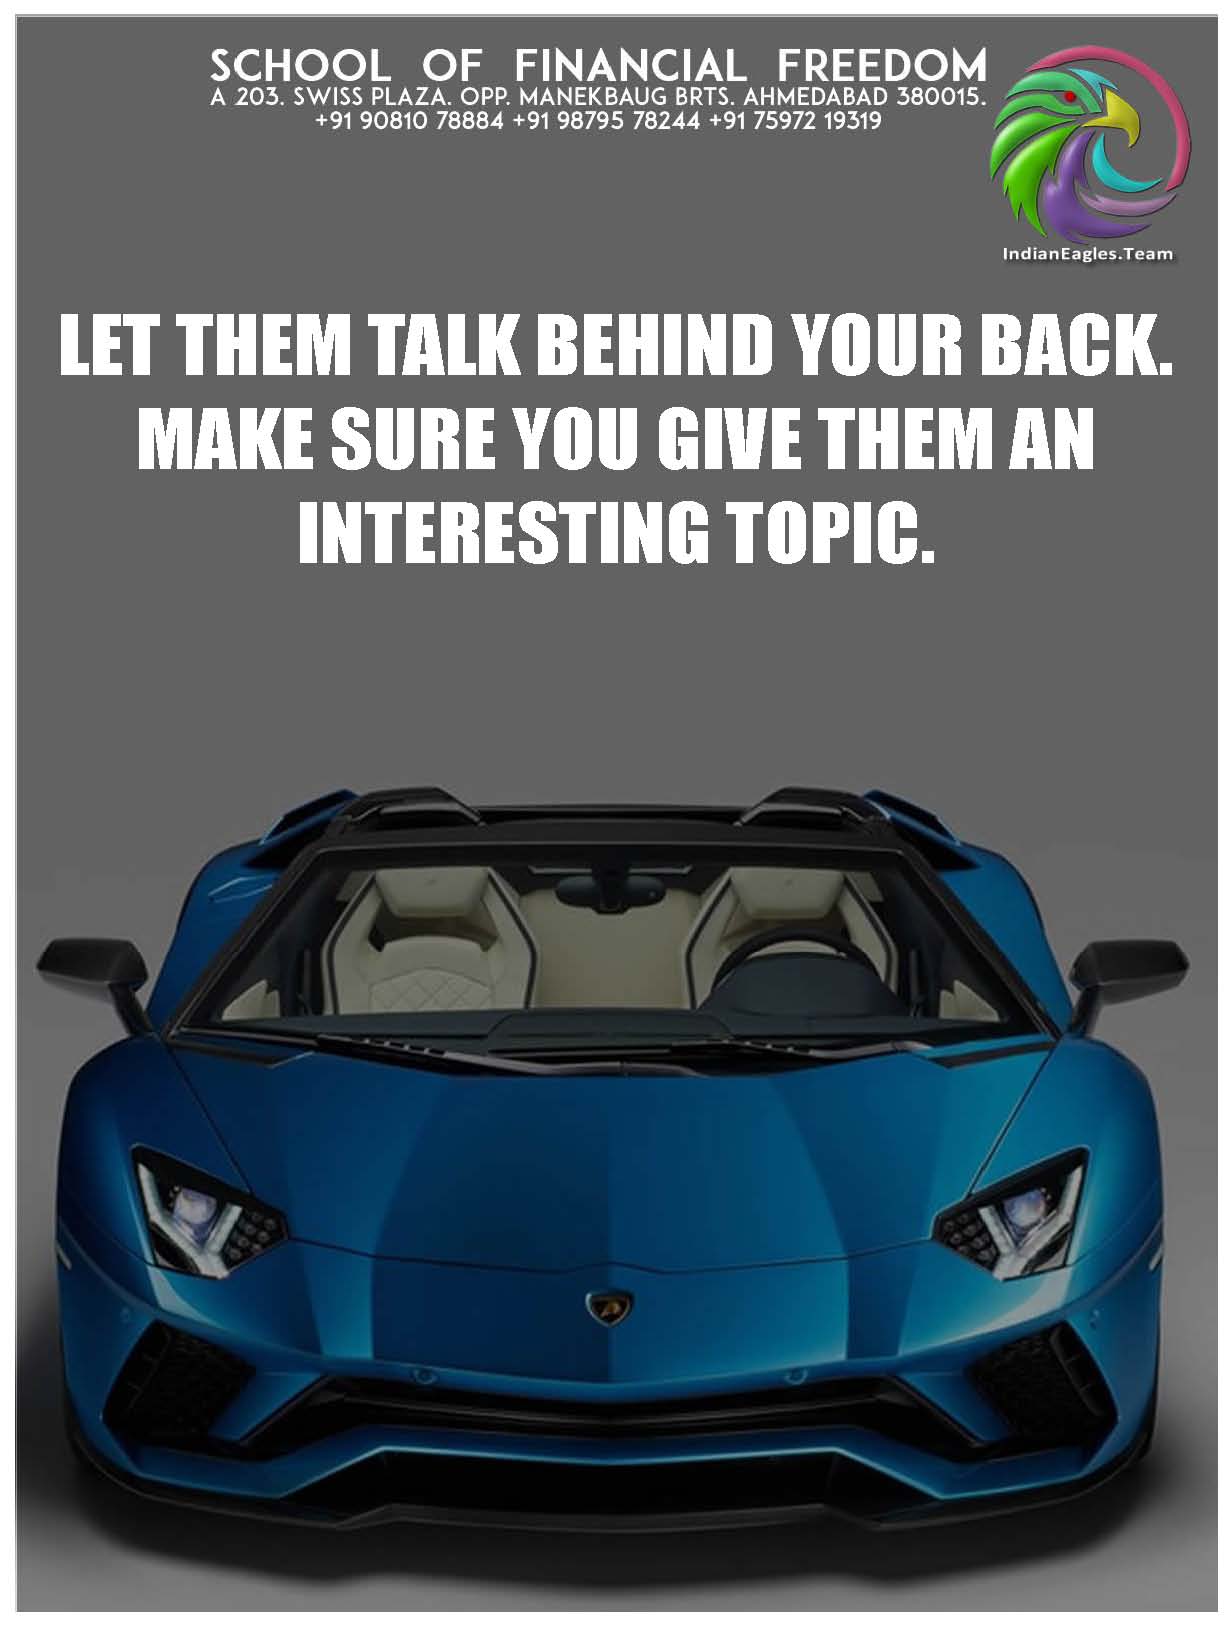 SCHOOL OF FINANCIAL FREEDOM
A 203. SWISS PLAZA. OPP. MANEKBAUG BRTS. AHMEDABAD 380015.
+91 90810 78884 +91 98795 78244 +91 75972 19319
IndianEagles.Team
LET THEM TALK BEHIND YOUR BACK.
MAKE SURE YOU GIVE THEM AN
INTERESTING TOPIC.